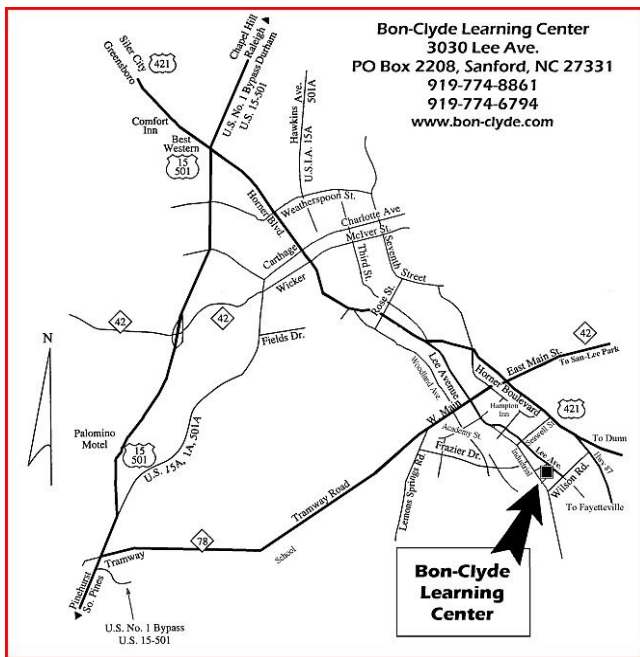 Bon-Clyde Learning Center
3030 Lee Ave.
PO Box 2208, Sanford, NC 27331
919-774-8861
919-774-6794
www.bon-clyde.com
Siler City
Greensboro
421
Chapel Hill
Raleigh
Durham
U.S. No. 1 Bypass
U.S. 15-501
Comfort
Inn
Best
Western
15
501
Hawkins Ave.
U.S.I.A. 15A
501A
Horner Blvd.
Weatherspoon St.
Charlotte Ave
McIver St.
Carthage
Wicker
Third St.
Seventh
Street
Rose St.
42
42
Fields Dr.
N
Woodland Ave.
Lee Avenue
Horner Boulevard
East Main St.
42
To San-Lee Park
W. Main
Hampton
Inn
421
Seawell St
Academy St.
Frazier Dr.
Industrial
Lee Ave.
Wilson Rd.
To Dunn
Hwy 87
To Fayetteville
Lemons Springs Rd.
Palomino
Motel
15
501
U.S. 15A, 1A, 501A
Tramway Road
78
Tramway
School
Pinehurst
So. Pines
U.S. No. 1 Bypass
U.S. 15-501
Bon-Clyde
Learning
Center